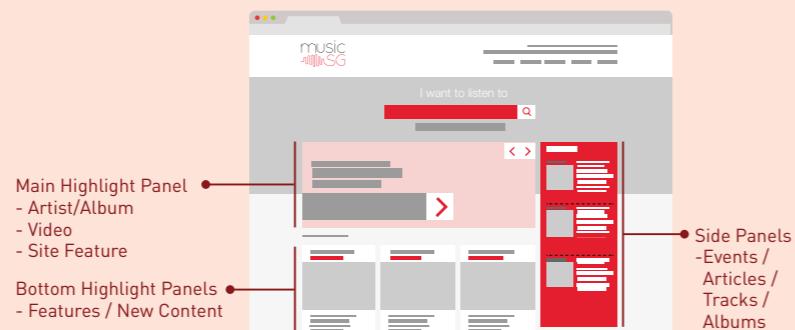 music
SG
I want to listen to
Main Highlight Panel
- Artist/Album
- Video
- Site Feature
Bottom Highlight Panels
- Features / New Content
Side Panels
-Events /
Articles /
Tracks /
Albums